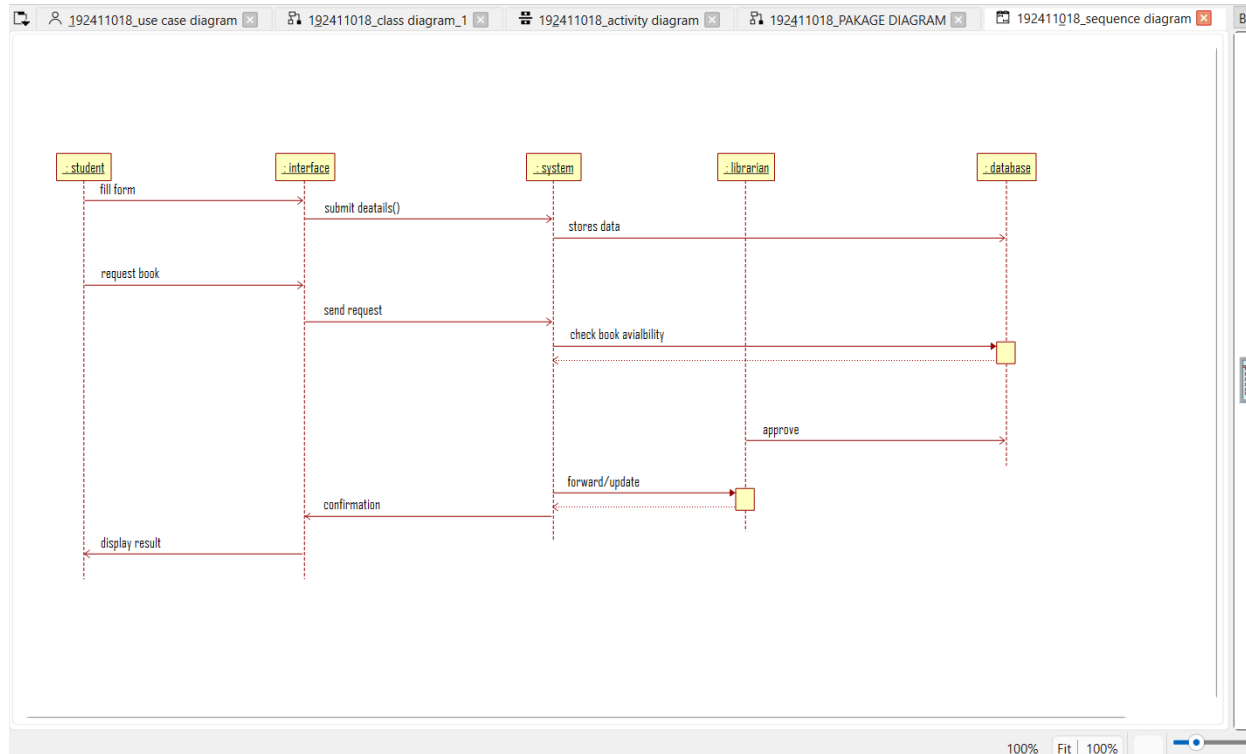 192411018_use case diagram
192411018_class diagram_1
192411018_activity diagram
192411018_PAKAGE DIAGRAM
192411018_sequence diagram
B
: student
: interface
: system
: librarian
: database
fill form
submit deatails()
stores data
request book
send request
check book avialbility
approve
forward/update
confirmation
display result
100% Fit 100%